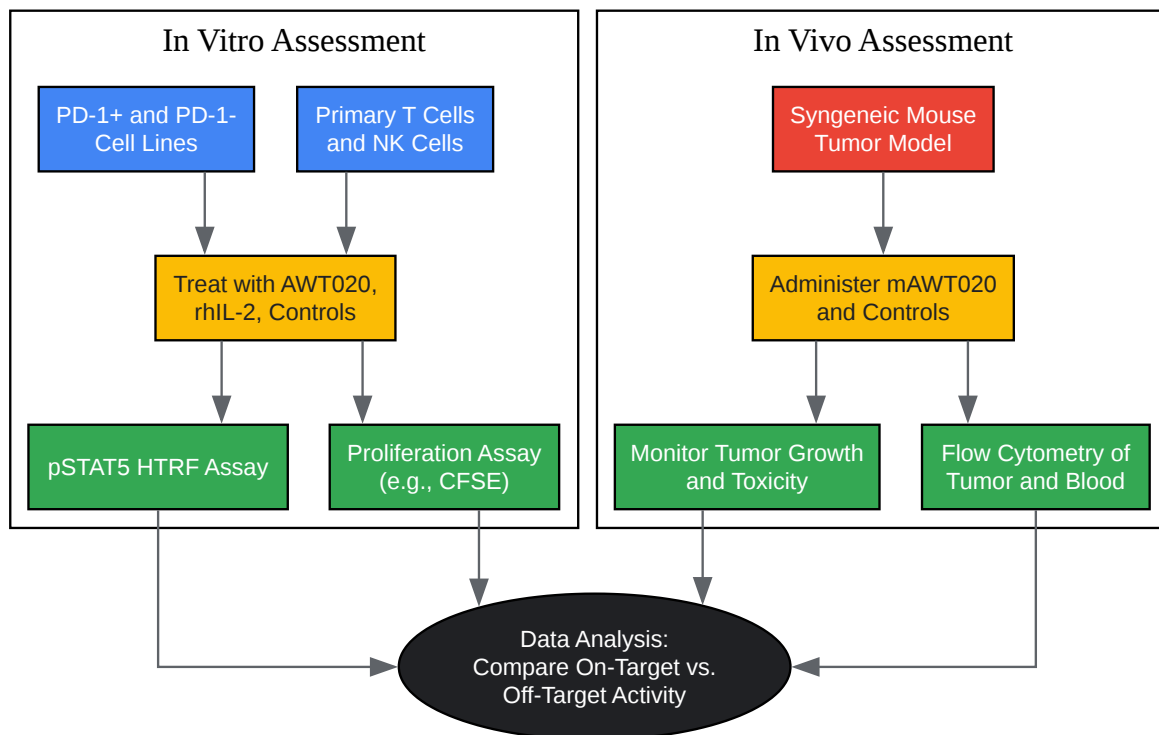 In Vitro Assessment
PD-1+ and PD-1-
Cell Lines
Primary T Cells
and NK Cells
Treat with AWT020,
rhIL-2, Controls
pSTAT5 HTRF Assay
Proliferation Assay
(e.g., CFSE)
In Vivo Assessment
Syngeneic Mouse
Tumor Model
Administer mAWT020
and Controls
Monitor Tumor Growth
and Toxicity
Flow Cytometry of
Tumor and Blood
Data Analysis:
Compare On-Target vs.
Off-Target Activity